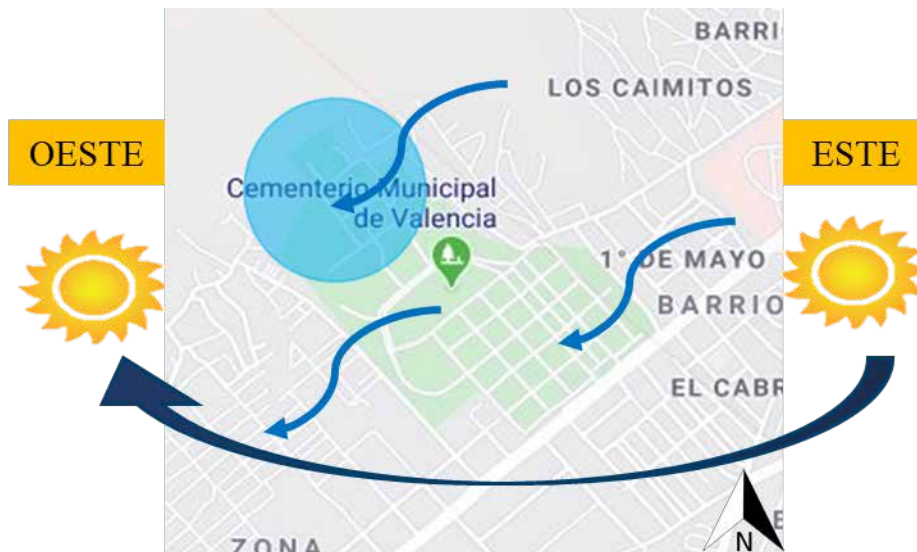 BARRI
LOS CAIMITOS
OESTE
ESTE
Cementerio Municipal
de Valencia
1° DE MAYO
BARRIO
EL CABR
N
ZONA